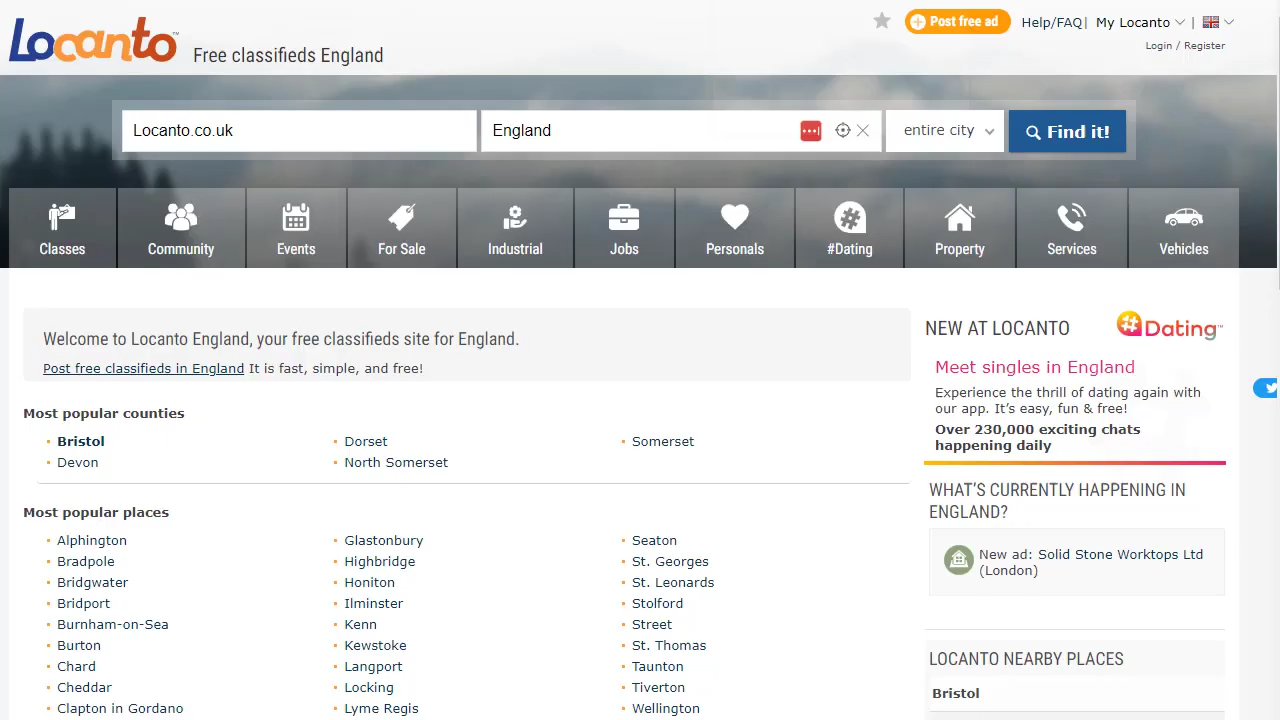 Locanto™
Free classifieds England
Post free ad
Help/FAQ |
My Locanto |
Login / Register
Locanto.co.uk
England
entire city
Find it!
Classes
Community
Events
For Sale
Industrial
Jobs
Personals
#Dating
Property
Services
Vehicles
Welcome to Locanto England, your free classifieds site for England.
Post free classifieds in England It is fast, simple, and free!
Most popular counties
Bristol
Dorset
Somerset
Devon
North Somerset
Most popular places
Alphington
Glastonbury
Seaton
Bradpole
Highbridge
St. Georges
Bridgwater
Honiton
St. Leonards
Bridport
Ilminster
Stolford
Burnham-on-Sea
Kenn
Street
Burton
Kewstoke
St. Thomas
Chard
Langport
Taunton
Cheddar
Locking
Tiverton
Clapton in Gordano
Lyme Regis
Wellington
NEW AT LOCANTO
#Dating™
Meet singles in England
Experience the thrill of dating again with
our app. It's easy, fun & free!
Over 230,000 exciting chats
happening daily
WHAT'S CURRENTLY HAPPENING IN
ENGLAND?
New ad: Solid Stone Worktops Ltd
(London)
LOCANTO NEARBY PLACES
Bristol